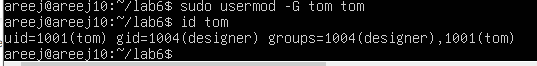 areej@areej10:~/lab6$ sudo usermod -G tom tom
areej@areej10:~/lab6$ id tom
uid=1001(tom) gid=1004(designer) groups=1004(designer),1001(tom)
areej@areej10:~/lab6$